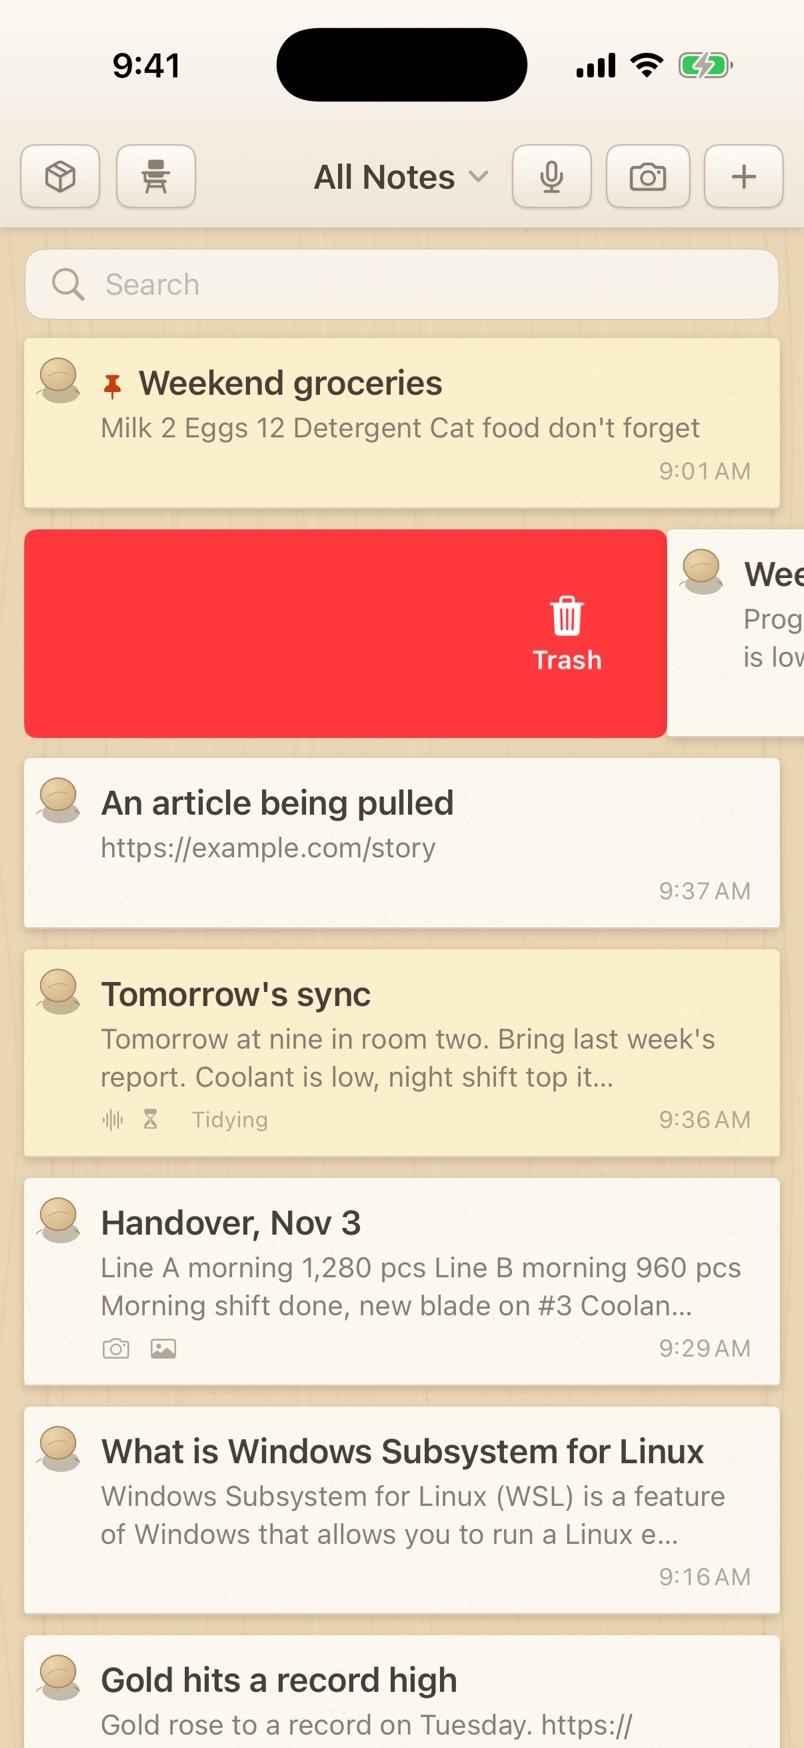 9:41
All Notes
Search
Weekend groceries
Milk 2 Eggs 12 Detergent Cat food don't forget
9:01 AM
Trash
Wee
Prog
is low
An article being pulled
https://example.com/story
9:37 AM
Tomorrow's sync
Tomorrow at nine in room two. Bring last week's
report. Coolant is low, night shift top it...
Tidying
9:36 AM
Handover, Nov 3
Line A morning 1,280 pcs Line B morning 960 pcs
Morning shift done, new blade on #3 Coolan...
9:29 AM
What is Windows Subsystem for Linux
Windows Subsystem for Linux (WSL) is a feature
of Windows that allows you to run a Linux e...
9:16 AM
Gold hits a record high
Gold rose to a record on Tuesday. https://